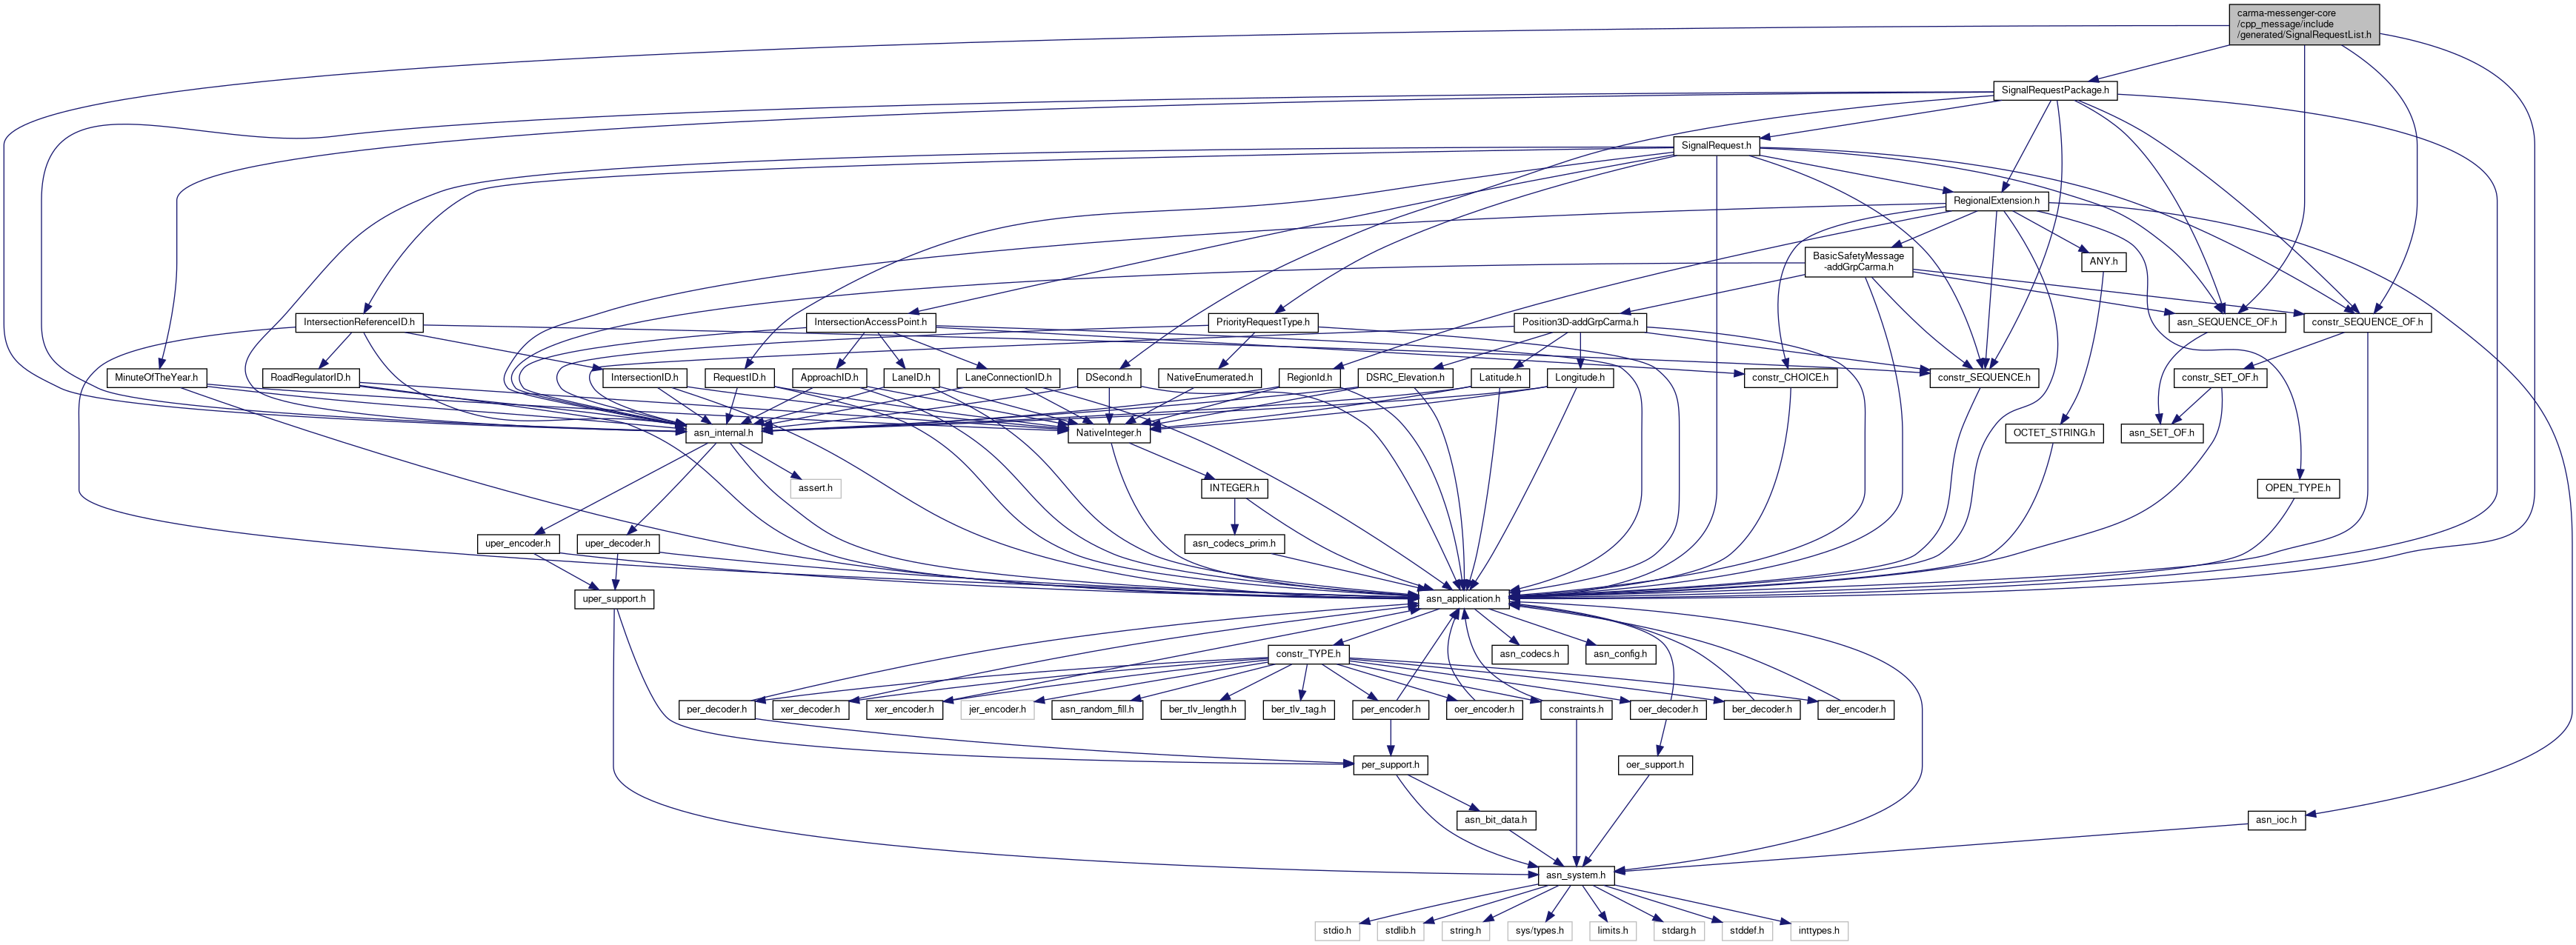 carma-messenger-core
/cpp_message/include
/generated/SignalRequestList.h
SignalRequestPackage.h
SignalRequest.h
RegionalExtension.h
BasicSafetyMessage
-addGrpCarma.h
ANY.h
IntersectionReferenceID.h
IntersectionAccessPoint.h
PriorityRequestType.h
Position3D-addGrpCarma.h
asn_SEQUENCE_OF.h
constr_SEQUENCE_OF.h
MinuteOfTheYear.h
RoadRegulatorID.h
IntersectionID.h
RequestID.h
ApproachID.h
LaneID.h
LaneConnectionID.h
DSecond.h
NativeEnumerated.h
RegionId.h
DSRC_Elevation.h
Latitude.h
Longitude.h
constr_CHOICE.h
constr_SEQUENCE.h
constr_SET_OF.h
asn_internal.h
NativeInteger.h
OCTET_STRING.h
asn_SET_OF.h
assert.h
INTEGER.h
OPEN_TYPE.h
uper_encoder.h
uper_decoder.h
asn_codecs_prim.h
uper_support.h
asn_application.h
constr_TYPE.h
asn_codecs.h
asn_config.h
per_decoder.h
xer_decoder.h
xer_encoder.h
jer_encoder.h
asn_random_fill.h
ber_tlv_length.h
ber_tlv_tag.h
per_encoder.h
oer_encoder.h
constraints.h
oer_decoder.h
ber_decoder.h
der_encoder.h
per_support.h
oer_support.h
asn_bit_data.h
asn_ioc.h
asn_system.h
stdio.h
stdlib.h
string.h
sys/types.h
limits.h
stdarg.h
stddef.h
inttypes.h